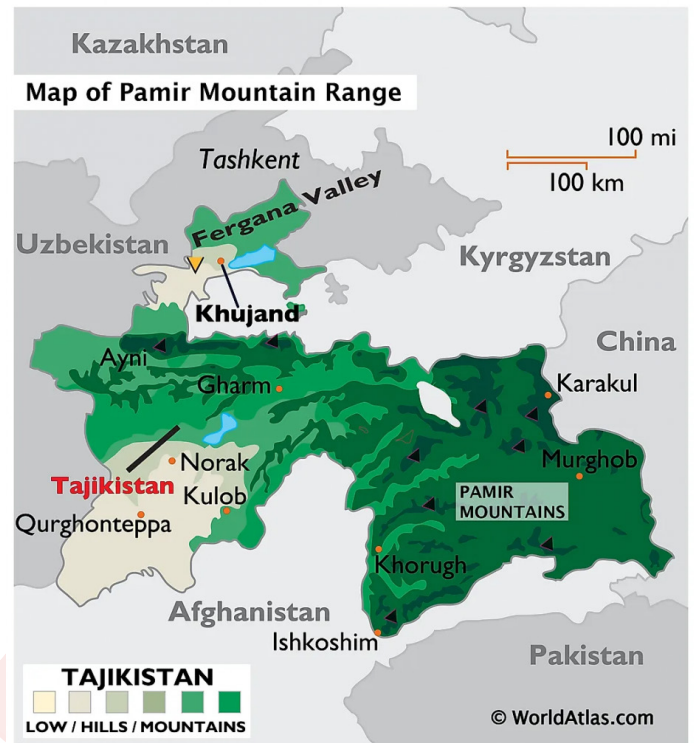 Kazakhstan
Map of Pamir Mountain Range
100 mi
100 km
Tashkent
Fergana Valley
Uzbekistan
Kyrgyzstan
Khujand
China
Ayni
Gharm
Karakul
Norak
Murghob
Tajikistan
Kulob
PAMIR
MOUNTAINS
Qurghonteppa
Khorugh
Afghanistan
Ishkoshim
Pakistan
TAJIKISTAN
LOW / HILLS / MOUNTAINS
© WorldAtlas.com